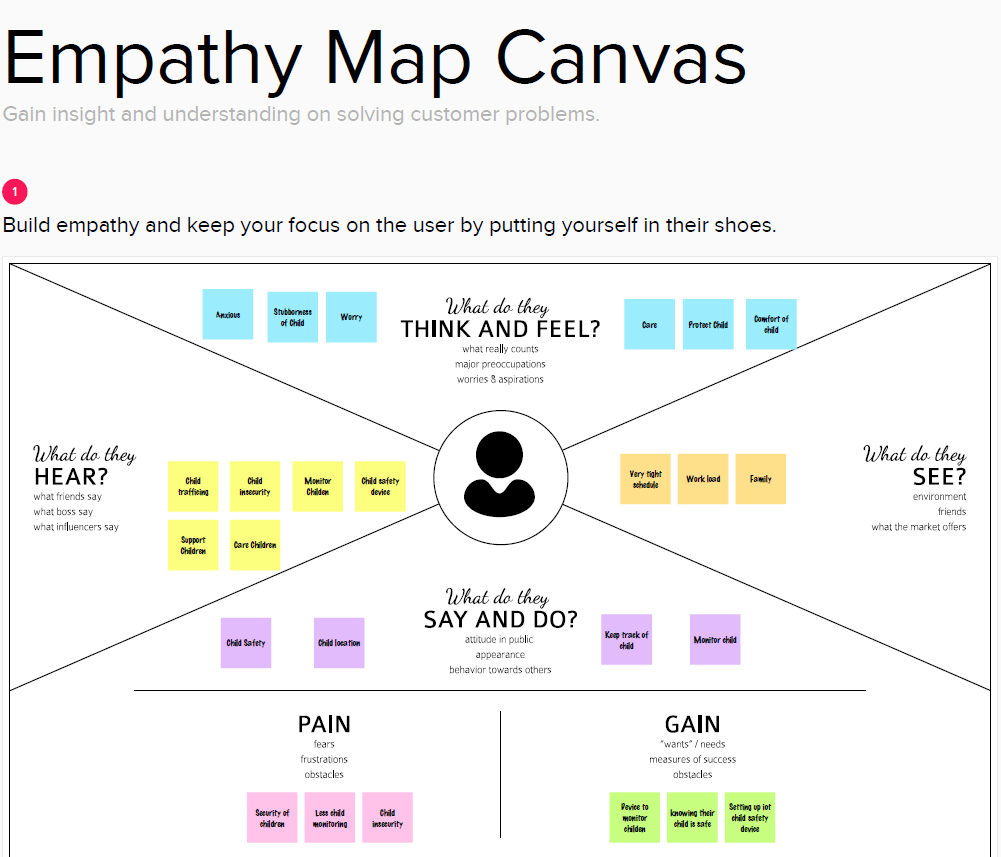 Empathy Map Canvas
Gain insight and understanding on solving customer problems.
1
Build empathy and keep your focus on the user by putting yourself in their shoes.
What do they
THINK AND FEEL?
what really counts
major preoccupations
worries & aspirations
Anxious
Stubborness
of Child
Worry
Care
Protect Child
Comfort of
child
What do they
HEAR?
what friends say
what boss say
what influencers say
Child
trafficing
Child
insecurity
Monitor
Childen
Child safety
device
Support
Children
Care Children
What do they
SEE?
environment
friends
what the market offers
Very tight
schedule
Work load
Family
What do they
SAY AND DO?
attitude in public
appearance
behavior towards others
Child Safety
Child location
Keep track of
child
Monitor child
PAIN
fears
frustrations
obstacles
Security of
children
Less child
monitoring
Child
insecurity
GAIN
"wants" / needs
measures of success
obstacles
Device to
monitor
childen
knowing their
child is safe
Setting up iot
child safety
device